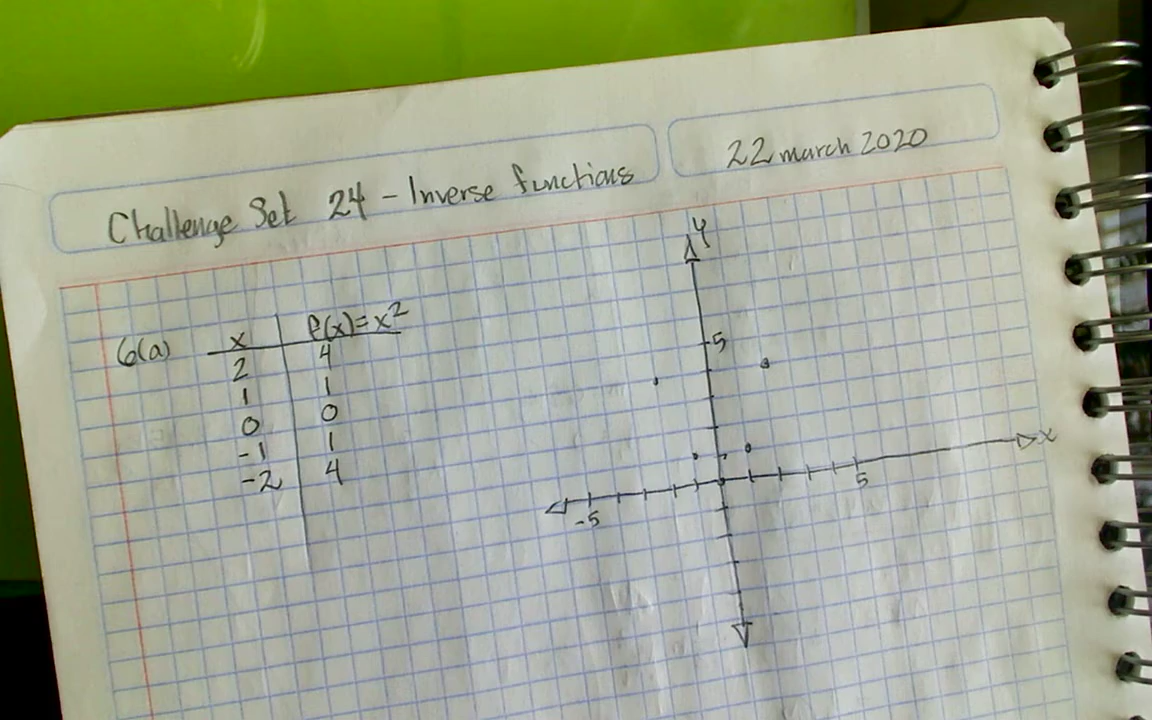 Challenge Set 24 - Inverse functions
22 march 2020
6(a)
x f(x)=x²
2 4
1 1
0 0
-1 1
-2 4
y
5
x
5
-5